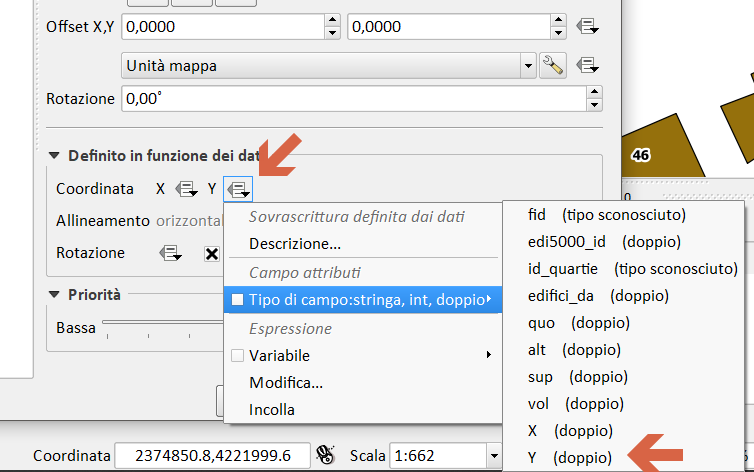 Offset X,Y 0,0000 0,0000
Unità mappa
Rotazione 0,00°
Definito in funzione dei dat
Coordinata X Y
Allineamento orizzontal
Rotazione
Priorità
Bassa
Sovrascrittura definita dai dati
Descrizione...
Campo attributi
Tipo di campo:stringa, int, doppio
Espressione
Variabile
Modifica...
Incolla
fid (tipo sconosciuto)
edi5000_id (doppio)
id_quartie (tipo sconosciuto)
edifici_da (doppio)
quo (doppio)
alt (doppio)
sup (doppio)
vol (doppio)
X (doppio)
Y (doppio)
46
0
Coordinata 2374850.8,4221999.6 Scala 1:662